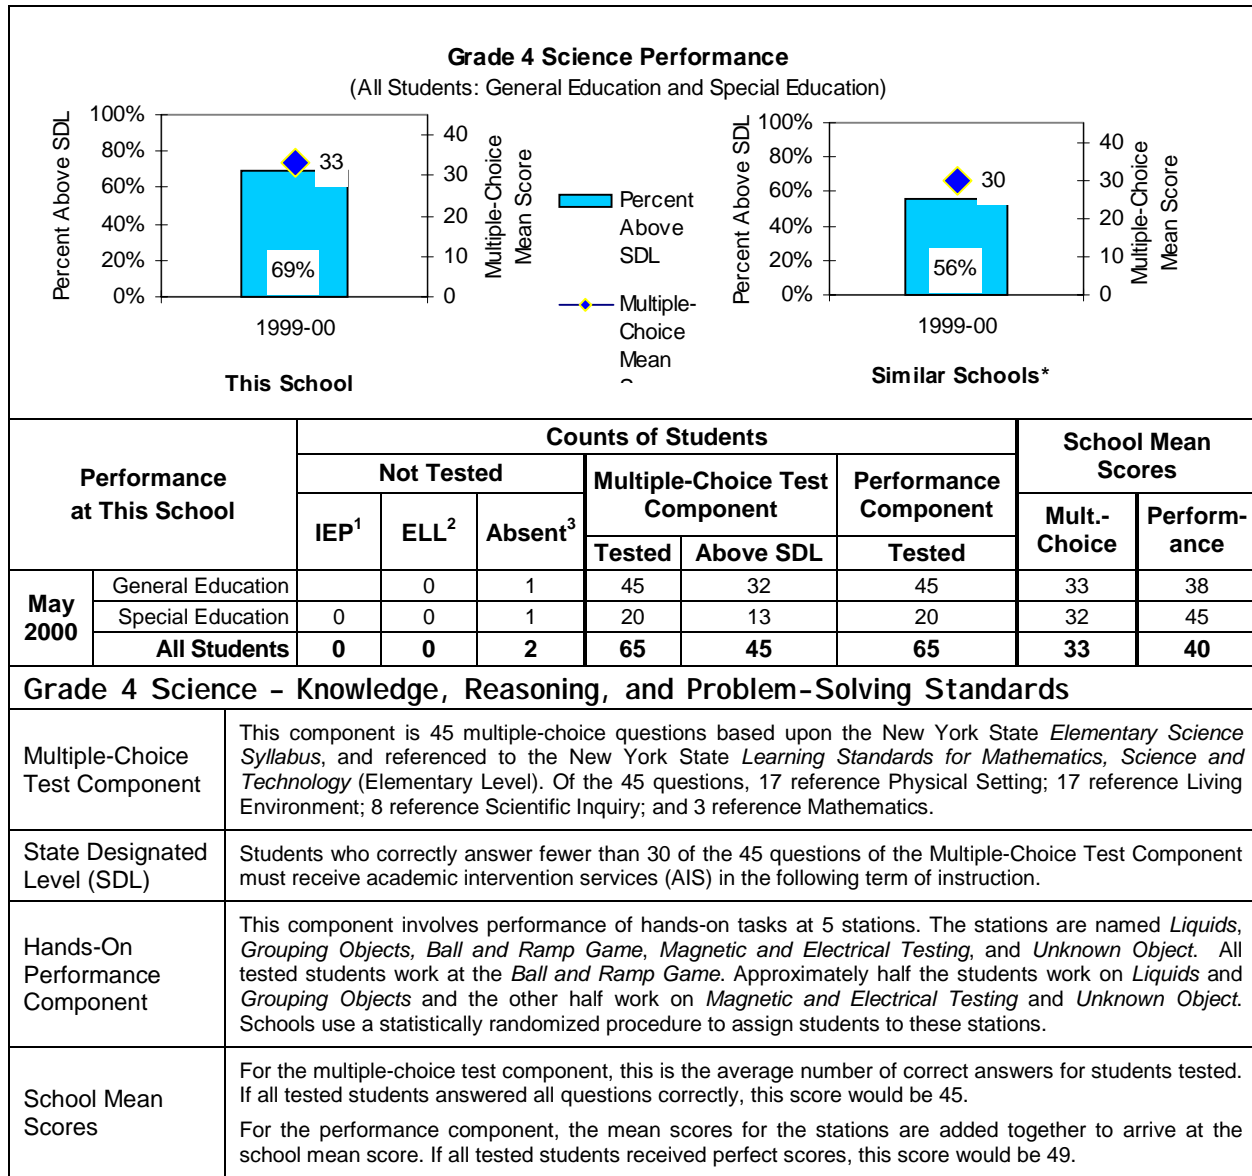 Grade 4 Science Performance
(All Students: General Education and Special Education)
Percent Above SDL
100%
80%
60%
40%
20%
0%
33
69%
40
30
20
10
0
Multiple-Choice
Mean Score
1999-00
This School
Percent
Above
SDL
Multiple-
Choice
Mean
Percent Above SDL
100%
80%
60%
40%
20%
0%
30
56%
40
30
20
10
0
Multiple-Choice
Mean Score
1999-00
Similar Schools*
Performance
at This School
Counts of Students
School Mean
Scores
Not Tested
Multiple-Choice Test
Component
Performance
Component
IEP1 ELL2 Absent3
Tested Above SDL Tested
Mult.-
Choice
Perform-
ance
May
2000
General Education 0 1 45 32 45 33 38
Special Education 0 0 1 20 13 20 32 45
All Students 0 0 2 65 45 65 33 40
Grade 4 Science – Knowledge, Reasoning, and Problem-Solving Standards
Multiple-Choice
Test Component
This component is 45 multiple-choice questions based upon the New York State Elementary Science
Syllabus, and referenced to the New York State Learning Standards for Mathematics, Science and
Technology (Elementary Level). Of the 45 questions, 17 reference Physical Setting; 17 reference Living
Environment; 8 reference Scientific Inquiry; and 3 reference Mathematics.
State Designated
Level (SDL)
Students who correctly answer fewer than 30 of the 45 questions of the Multiple-Choice Test Component
must receive academic intervention services (AIS) in the following term of instruction.
Hands-On
Performance
Component
This component involves performance of hands-on tasks at 5 stations. The stations are named Liquids,
Grouping Objects, Ball and Ramp Game, Magnetic and Electrical Testing, and Unknown Object. All
tested students work at the Ball and Ramp Game. Approximately half the students work on Liquids and
Grouping Objects and the other half work on Magnetic and Electrical Testing and Unknown Object.
Schools use a statistically randomized procedure to assign students to these stations.
School Mean
Scores
For the multiple-choice test component, this is the average number of correct answers for students tested.
If all tested students answered all questions correctly, this score would be 45.
For the performance component, the mean scores for the stations are added together to arrive at the
school mean score. If all tested students received perfect scores, this score would be 49.